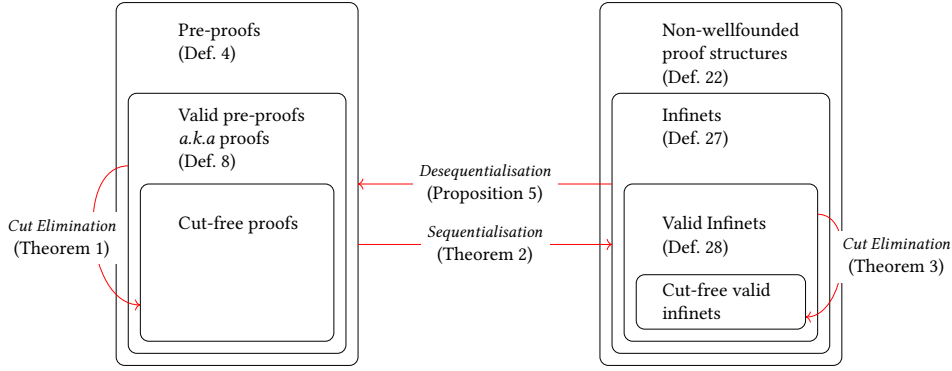 Pre-proofs
(Def. 4)
Valid pre-proofs
a.k.a proofs
(Def. 8)
Cut-free proofs
Cut Elimination
(Theorem 1)
Desequentialisation
(Proposition 5)
Sequentialisation
(Theorem 2)
Non-wellfounded
proof structures
(Def. 22)
Infinets
(Def. 27)
Valid Infinets
(Def. 28)
Cut-free valid
infinets
Cut Elimination
(Theorem 3)